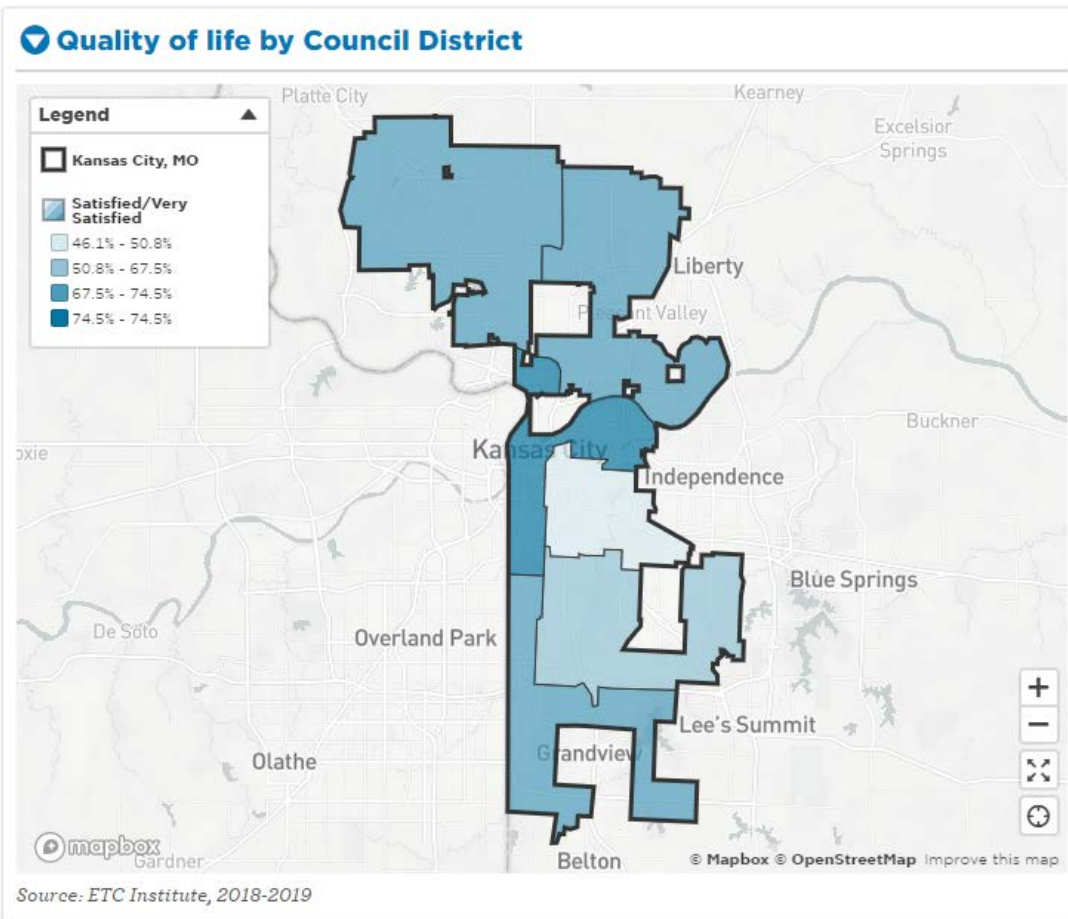 Quality of life by Council District
Legend
Kansas City, MO
Satisfied/Very
Satisfied
46.1% - 50.8%
50.8% - 67.5%
67.5% - 74.5%
74.5% - 74.5%
Platte City
Kearney
Excelsior
Springs
Liberty
Pleasant Valley
Buckner
Kansas City
oxie
Independence
Blue Springs
De Soto
Overland Park
Lee's Summit
Grandview
Olathe
mapbox
Gardner
Belton
© Mapbox © OpenStreetMap Improve this map
Source: ETC Institute, 2018-2019